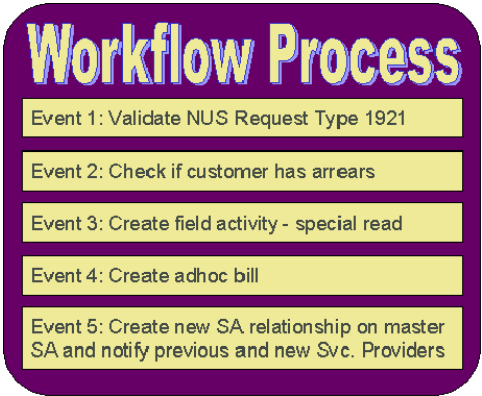 Workflow Process
Event 1: Validate NUS Request Type 1921
Event 2: Check if customer has arrears
Event 3: Create field activity - special read
Event 4: Create adhoc bill
Event 5: Create new SA relationship on master
SA and notify previous and new Svc. Providers